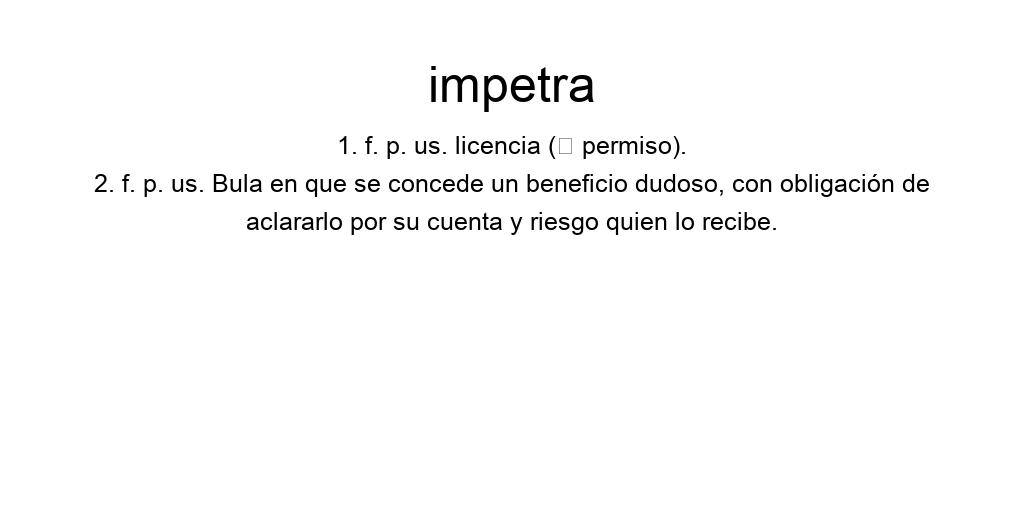 impetra
1. f. p. us. licencia (□ permiso).
2. f. p. us. Bula en que se concede un beneficio dudoso, con obligación de
aclararlo por su cuenta y riesgo quien lo recibe.